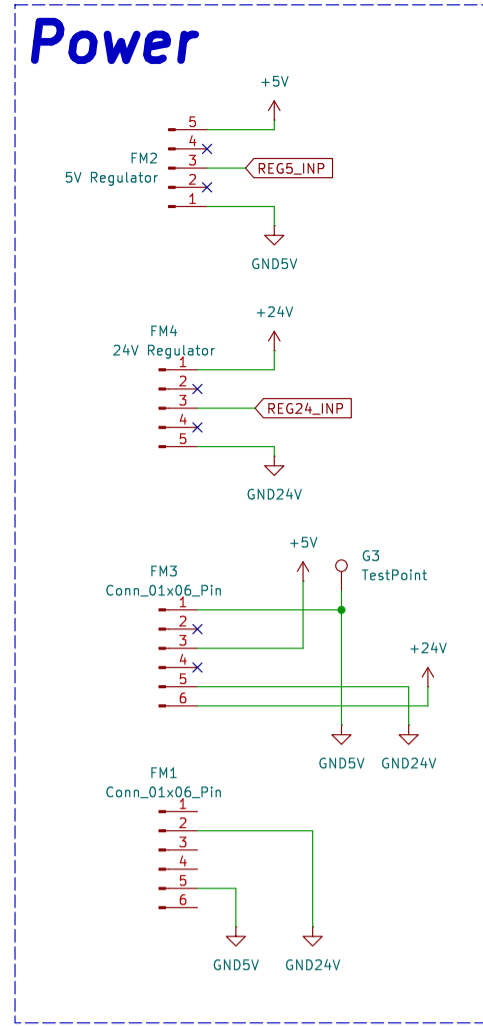 Power
+5V
5
4
FM2
3
REG5_INP
5V Regulator
2
1
GND5V
+24V
FM4
24V Regulator
1
2
3
REG24_INP
4
5
GND24V
+5V
G3
TestPoint
FM3
Conn_01x06_Pin
1
2
3
4
+24V
5
6
GND5V
GND24V
FM1
Conn_01x06_Pin
1
2
3
4
5
6
GND5V
GND24V